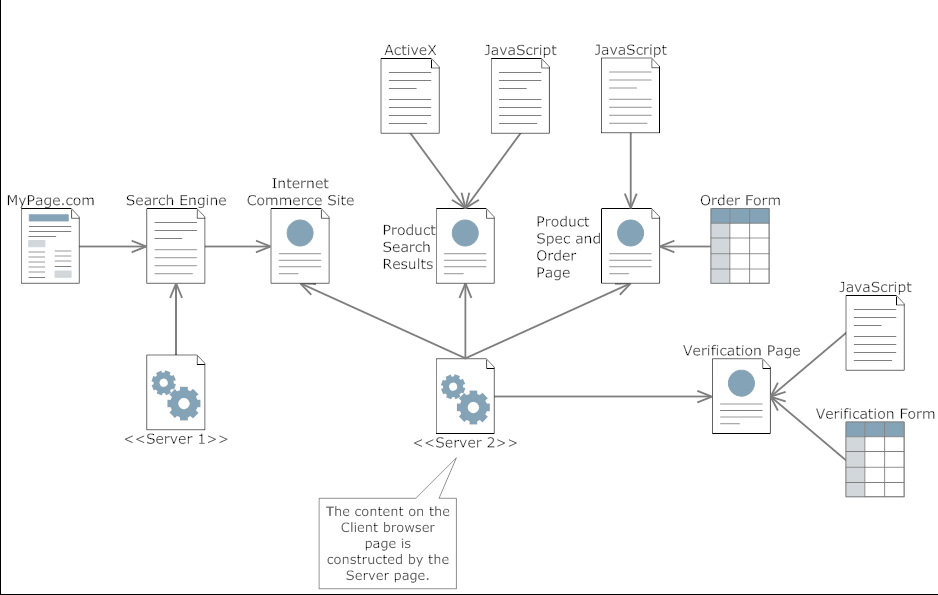 ActiveX
JavaScript
JavaScript
MyPage.com
Search Engine
Internet
Commerce Site
Product
Search
Results
Product
Spec and
Order
Page
Order Form
JavaScript
Verification Page
Verification Form
<<Server 1>>
<<Server 2>>
The content on the
Client browser
page is
constructed by the
Server page.